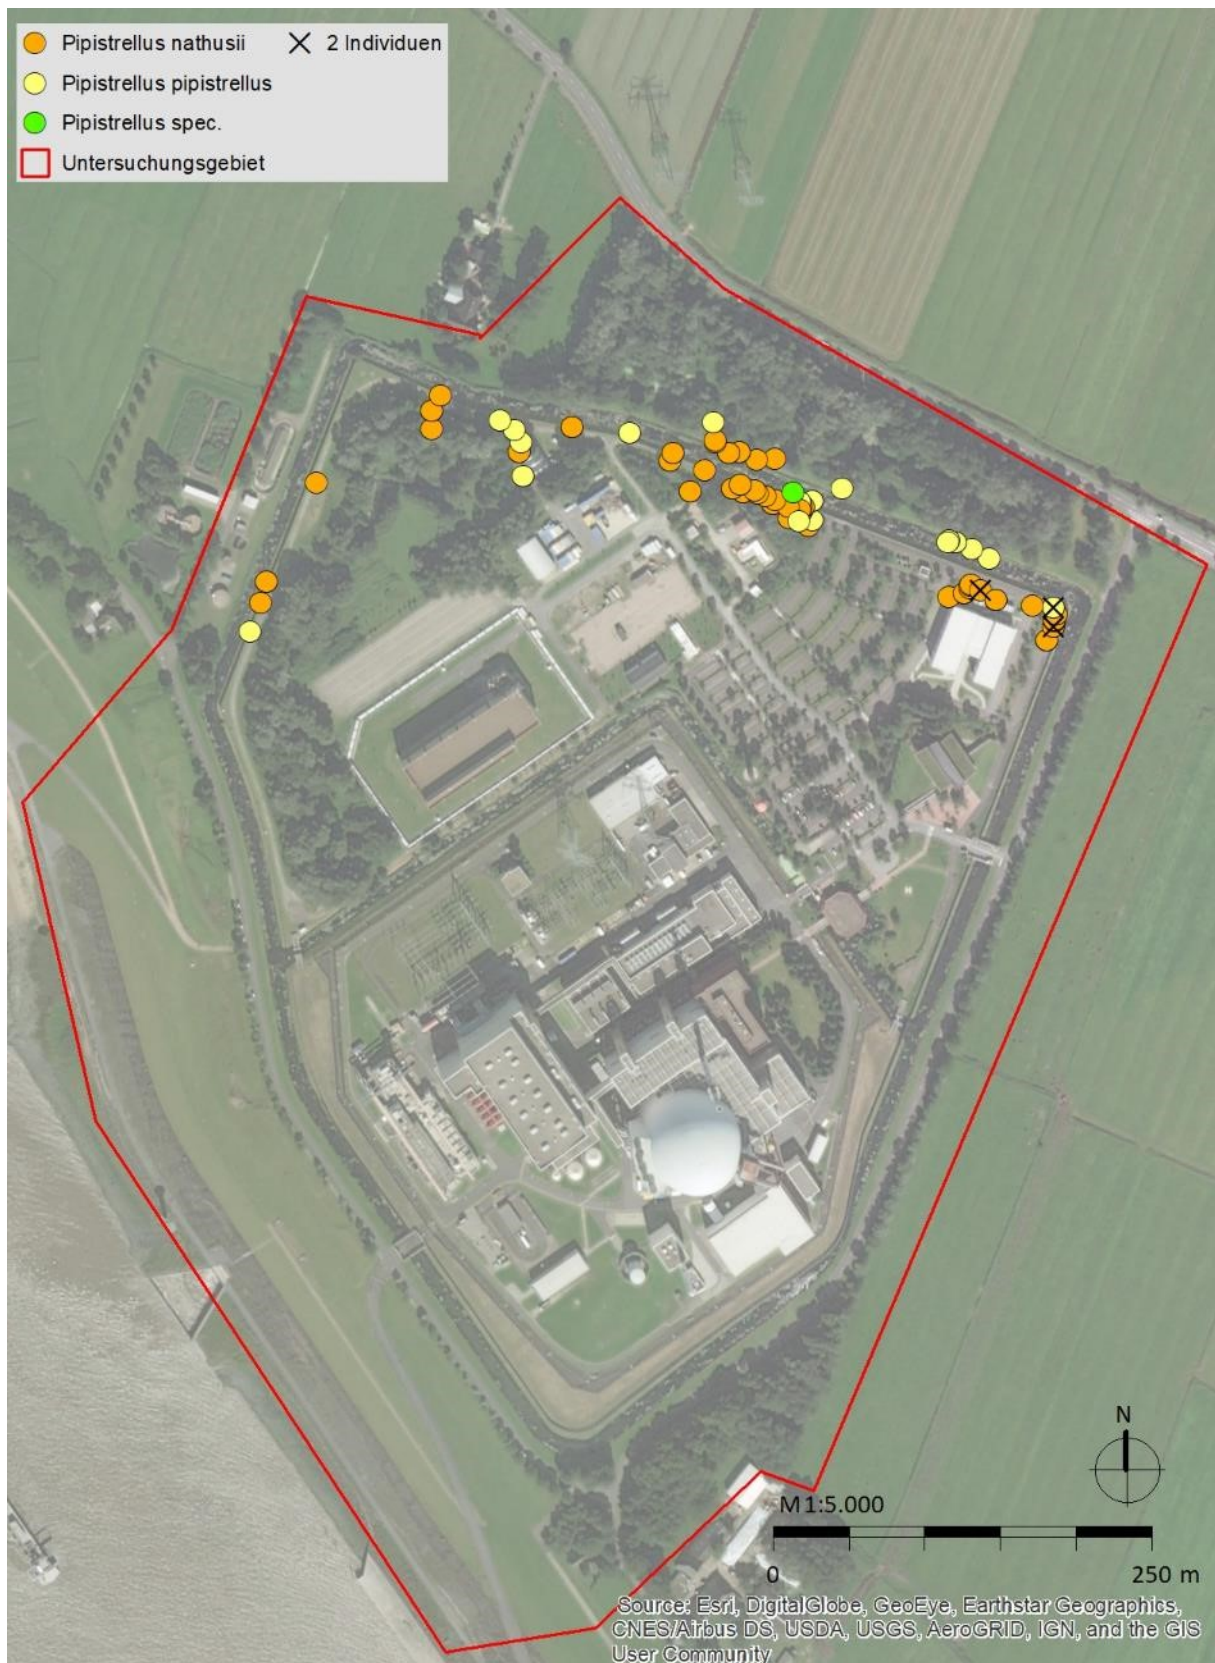 Pipistrellus nathusii
2 Individuen
Pipistrellus pipistrellus
Pipistrellus spec.
Untersuchungsgebiet
N
M 1:5.000
0
250 m
Source: Esri, DigitalGlobe, GeoEye, Earthstar Geographics,
CNES/Airbus DS, USDA, USGS, AeroGRID, IGN, and the GIS
User Community